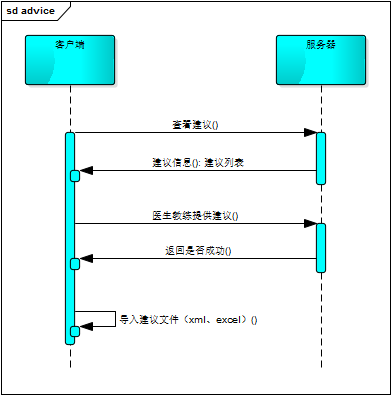 sd advice
客户端
服务器
查看建议()
建议信息(): 建议列表
医生教练提供建议()
返回是否成功()
导入建议文件（xml、excel）()